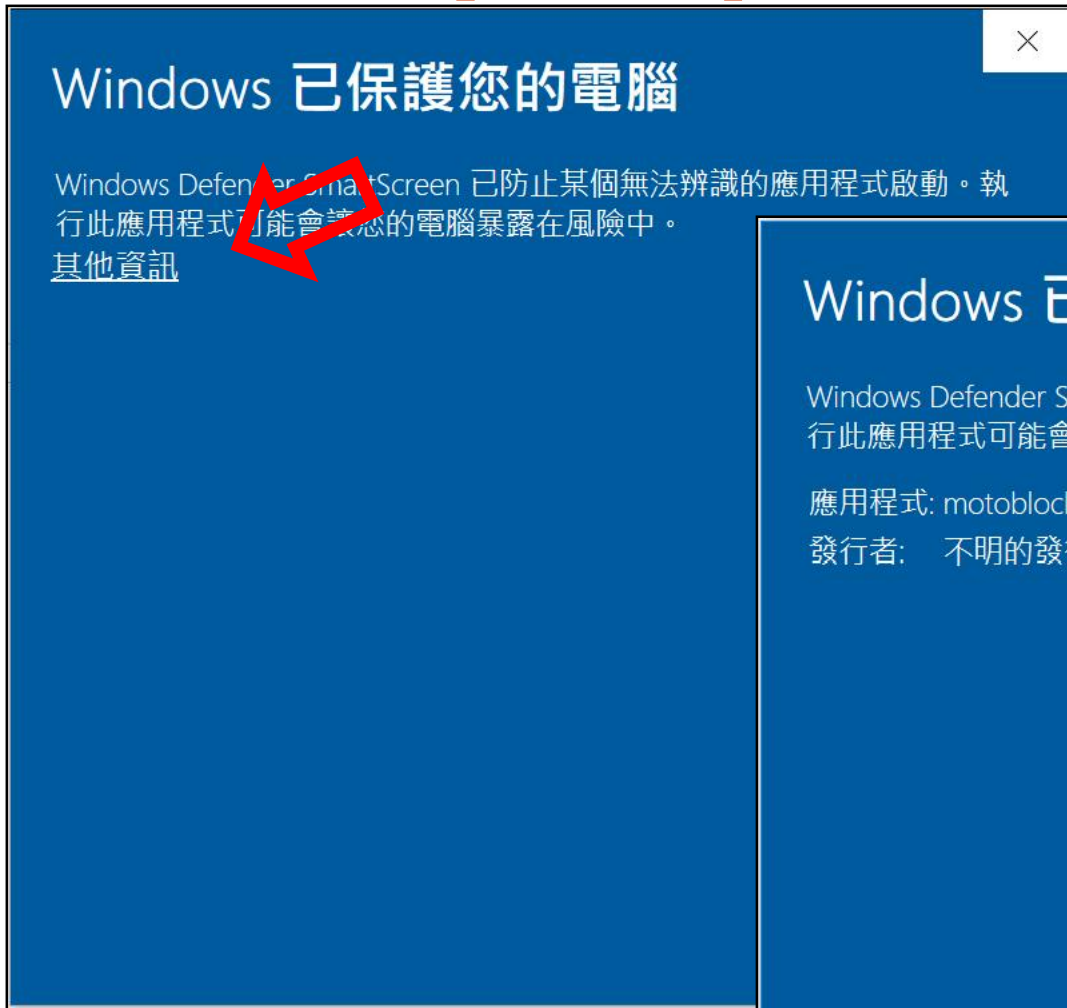 Windows 已保護您的電腦
Windows Defender SmartScreen 已防止某個無法辨識的應用程式啟動。執
行此應用程式可能會讓您的電腦暴露在風險中。
其他資訊
Windows 已
Windows Defender S
行此應用程式可能會
應用程式: motobloc
發行者: 不明的發